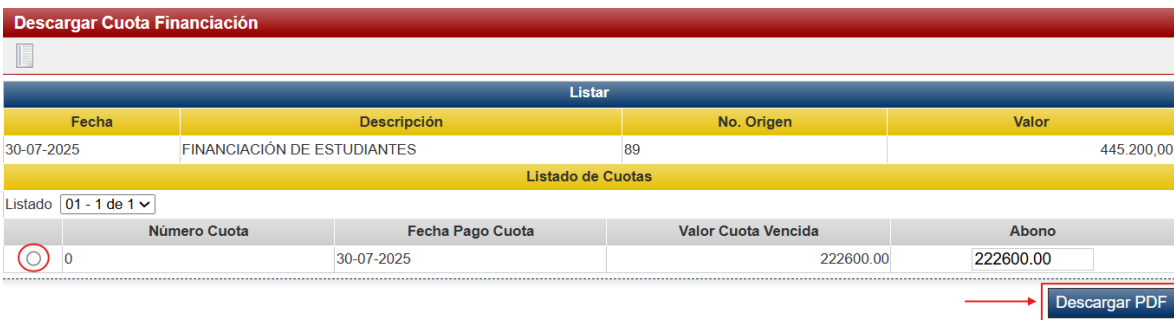 Descargar Cuota Financiación
Listar
Fecha Descripción No. Origen Valor
30-07-2025 FINANCIACIÓN DE ESTUDIANTES 89 445.200,00
Listado de Cuotas
Listado 01 - 1 de 1
Número Cuota Fecha Pago Cuota Valor Cuota Vencida Abono
0 30-07-2025 222600.00 222600.00
Descargar PDF